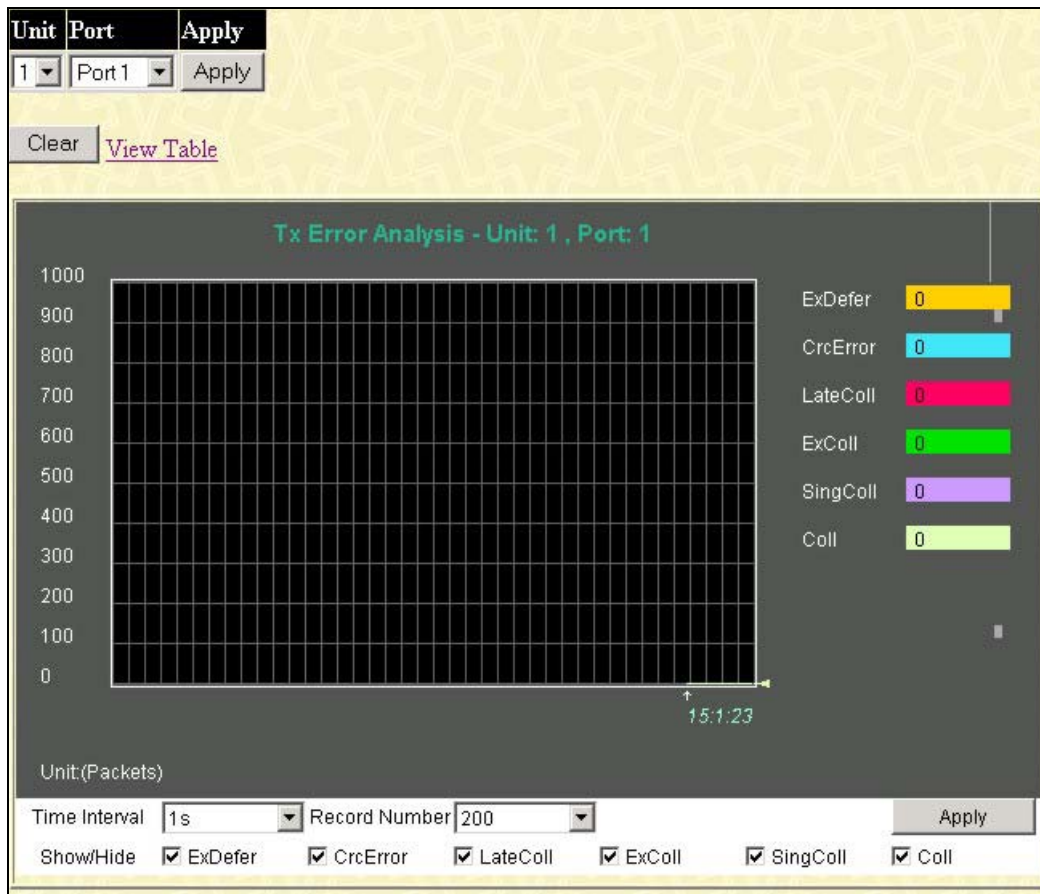 Unit Port Apply
1 Port 1 Apply
Clear View Table
Tx Error Analysis - Unit: 1 , Port: 1
1000
900
800
700
600
500
400
300
200
100
0
ExDefer 0
CrcError 0
LateColl 0
ExColl 0
SingColl 0
Coll 0
15:1:23
Unit:(Packets)
Time Interval 1s Record Number 200 Apply
Show/Hide ExDefer CrcError LateColl ExColl SingColl Coll